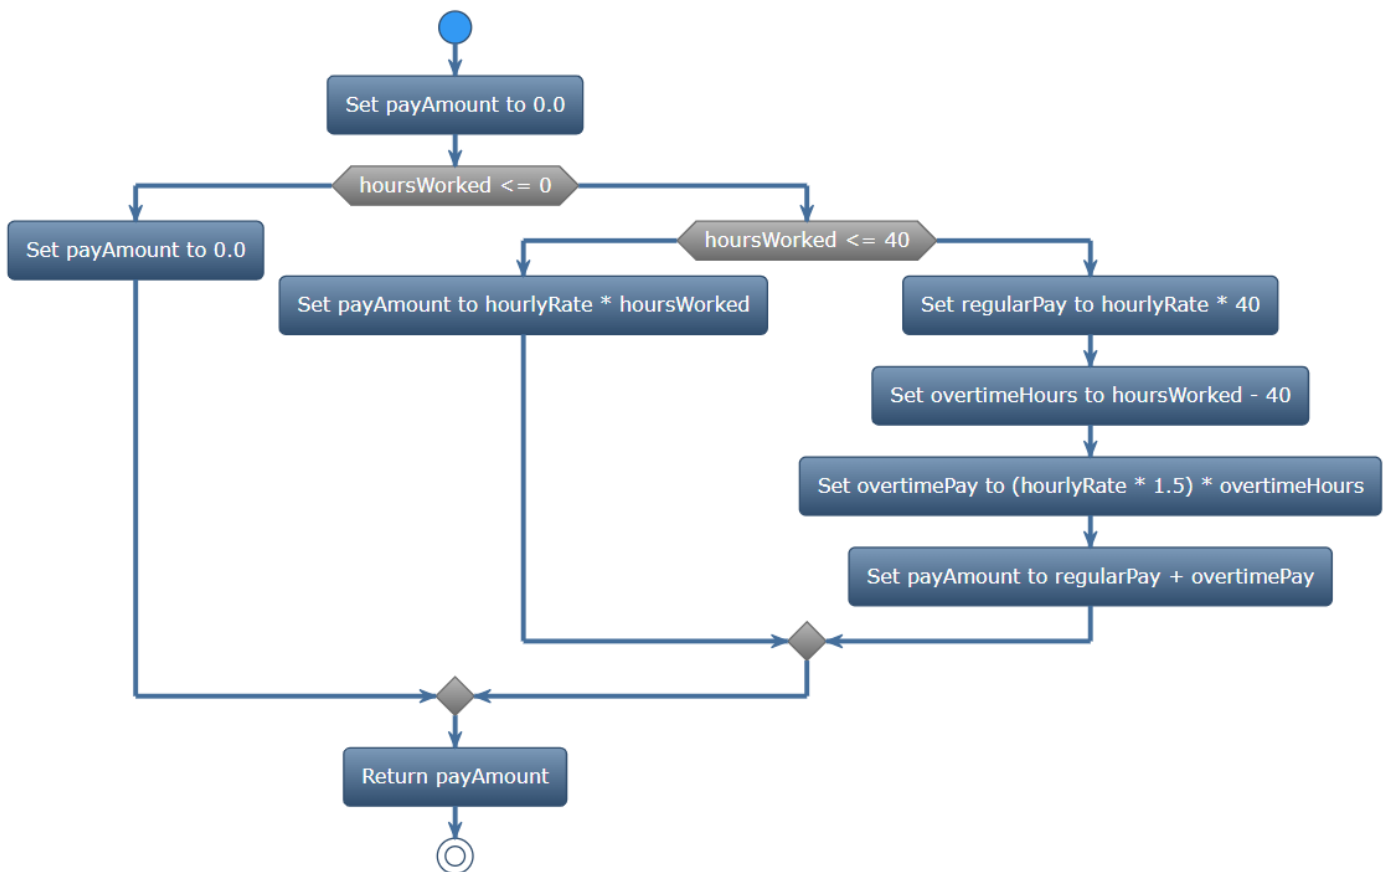 Set payAmount to 0.0
hoursWorked <= 0
Set payAmount to 0.0
hoursWorked <= 40
Set payAmount to hourlyRate * hoursWorked
Set regularPay to hourlyRate * 40
Set overtimeHours to hoursWorked - 40
Set overtimePay to (hourlyRate * 1.5) * overtimeHours
Set payAmount to regularPay + overtimePay
Return payAmount